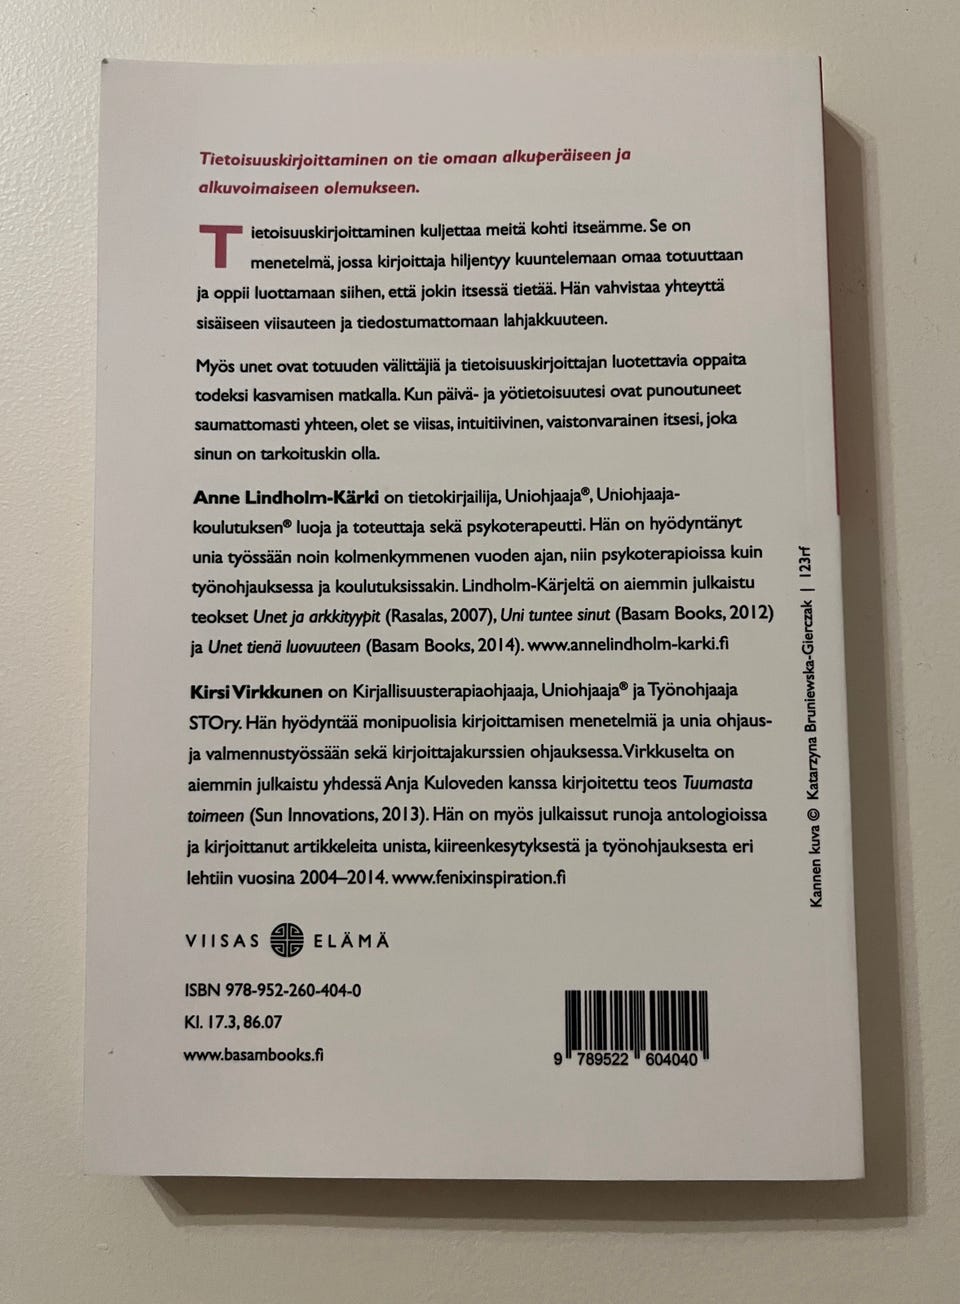 Tietoisuuskirjoittaminen on tie omaan alkuperäiseen ja
alkuvoimaiseen olemukseen.
Tietoisuuskirjoittaminen kuljettaa meitä kohti itseämme. Se on
menetelmä, jossa kirjoittaja hiljentyy kuuntelemaan omaa totuuttaan
ja oppii luottamaan siihen, että jokin itsessä tietää. Hän vahvistaa yhteyttä
sisäiseen viisauteen ja tiedostumattomaan lahjakkuuteen.
Myös unet ovat totuuden välittäjiä ja tietoisuuskirjoittajan luotettavia oppaita
todeksi kasvamisen matkalla. Kun päivä- ja yötietoisuutesi ovat punoutuneet
saumattomasti yhteen, olet se viisas, intuitiivinen, vaistonvarainen itsesi, joka
sinun on tarkoituskin olla.
Anne Lindholm-Kärki on tietokirjailija, Uniohjaaja®, Uniohjaaja-
koulutuksen® luoja ja toteuttaja sekä psykoterapeutti. Hän on hyödyntänyt
unia työssään noin kolmenkymmenen vuoden ajan, niin psykoterapioissa kuin
työnohjauksessa ja koulutuksissakin. Lindholm-Kärjeltä on aiemmin julkaistu
teokset Unet ja arkkityypit (Rasalas, 2007), Uni tuntee sinut (Basam Books, 2012)
ja Unet tienä luovuuteen (Basam Books, 2014). www.annelindholm-karki.fi
Kirsi Virkkunen on Kirjallisuusterapiaohjaaja, Uniohjaaja® ja Työnohjaaja
STOry. Hän hyödyntää monipuolisia kirjoittamisen menetelmiä ja unia ohjaus-
ja valmennustyössään sekä kirjoittajakurssien ohjauksessa. Virkkuselta on
aiemmin julkaistu yhdessä Anja Kuloveden kanssa kirjoitettu teos Tuumasta
toimeen (Sun Innovations, 2013). Hän on myös julkaissut runoja antologioissa
ja kirjoittanut artikkeleita unista, kiireenkesytyksestä ja työnohjauksesta eri
lehtiin vuosina 2004–2014. www.fenixinspiration.fi
Kannen kuva © Katarzyna Bruniewska-Gierczak | 123rf
VIISAS ELÄMÄ
ISBN 978-952-260-404-0
Kl. 17.3, 86.07
www.basambooks.fi
9 789522 604040